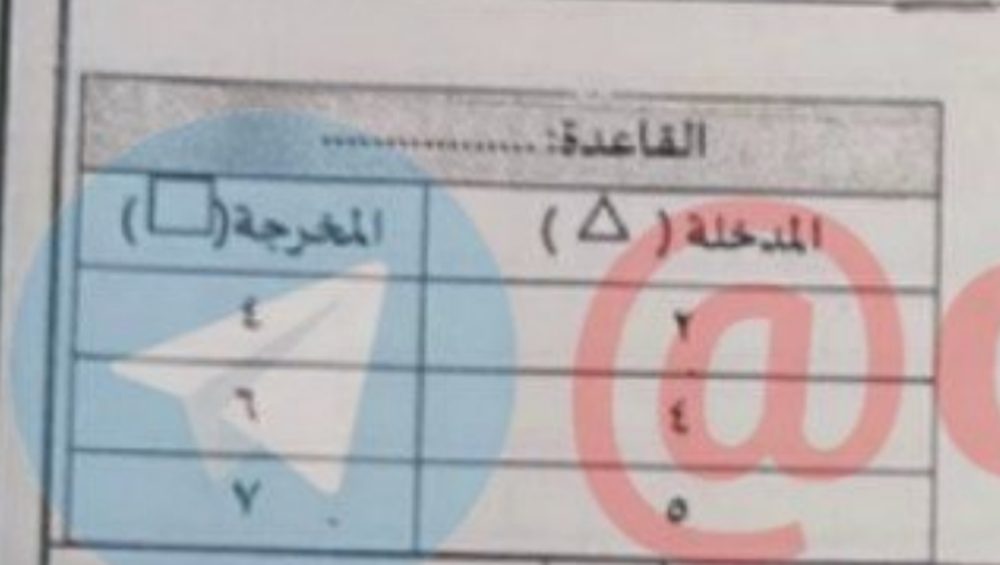 القاعدة: ................
المدخلة ( △ ) المخرجة(□)
٢ ٤
٤ ٦
٥ ٧
@